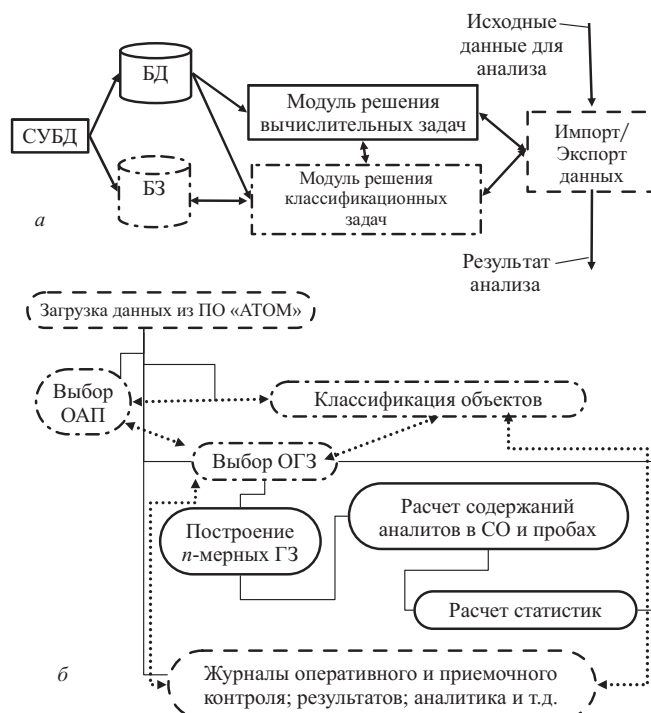 Исходные
данные для
анализа
БД
Модуль решения
вычислительных задач
СУБД
Импорт/
Экспорт
данных
БЗ
Модуль решения
классификационных
задач
а
Результат
анализа
Загрузка данных из ПО «АТОМ»
Выбор
ОАП
Классификация объектов
Выбор ОГЗ
Построение
n-мерных ГЗ
Расчет содержаний
аналитов в СО и пробах
Расчет статистик
б
Журналы оперативного и приемочного
контроля; результатов; аналитика и т.д.